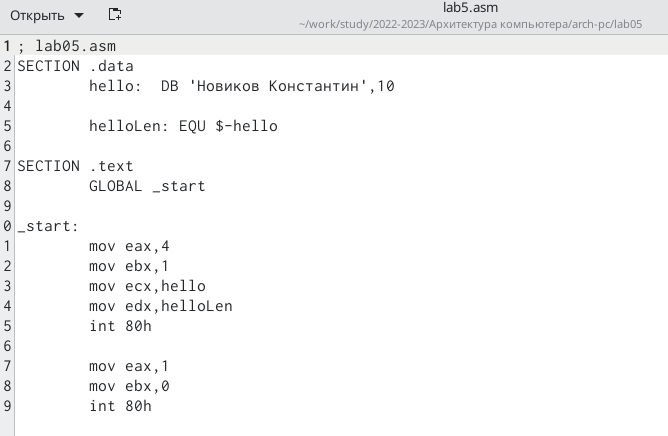 Открыть
lab5.asm
~/work/study/2022-2023/Архитектура компьютера/arch-pc/lab05
1 ; lab05.asm
2 SECTION .data
3 hello:  DB 'Новиков Константин',10
4
5 helloLen: EQU $-hello
6
7 SECTION .text
8 GLOBAL _start
9
0 _start:
1 mov eax,4
2 mov ebx,1
3 mov ecx,hello
4 mov edx,helloLen
5 int 80h
6
7 mov eax,1
8 mov ebx,0
9 int 80h